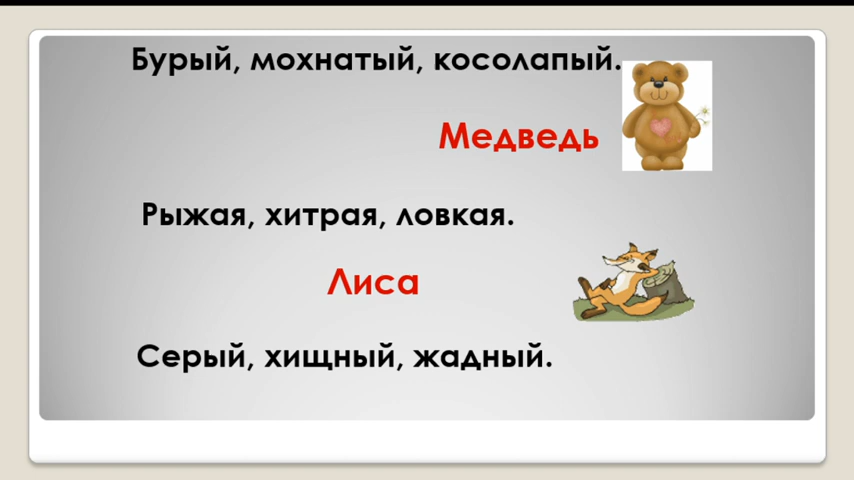 Бурый, мохнатый, косолапый.
Медведь
Рыжая, хитрая, ловкая.
Лиса
Серый, хищный, жадный.